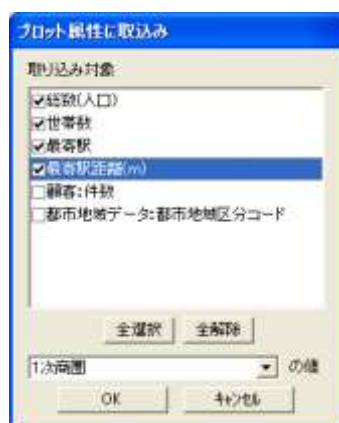 プロット属性に取込み
取り込み対象
総数(人口)
世帯数
最寄駅
最寄駅距離(m)
顧客:件数
都市地域データ:都市地域区分コード
全選択 全解除
1次商圏 の値
OK キャンセル